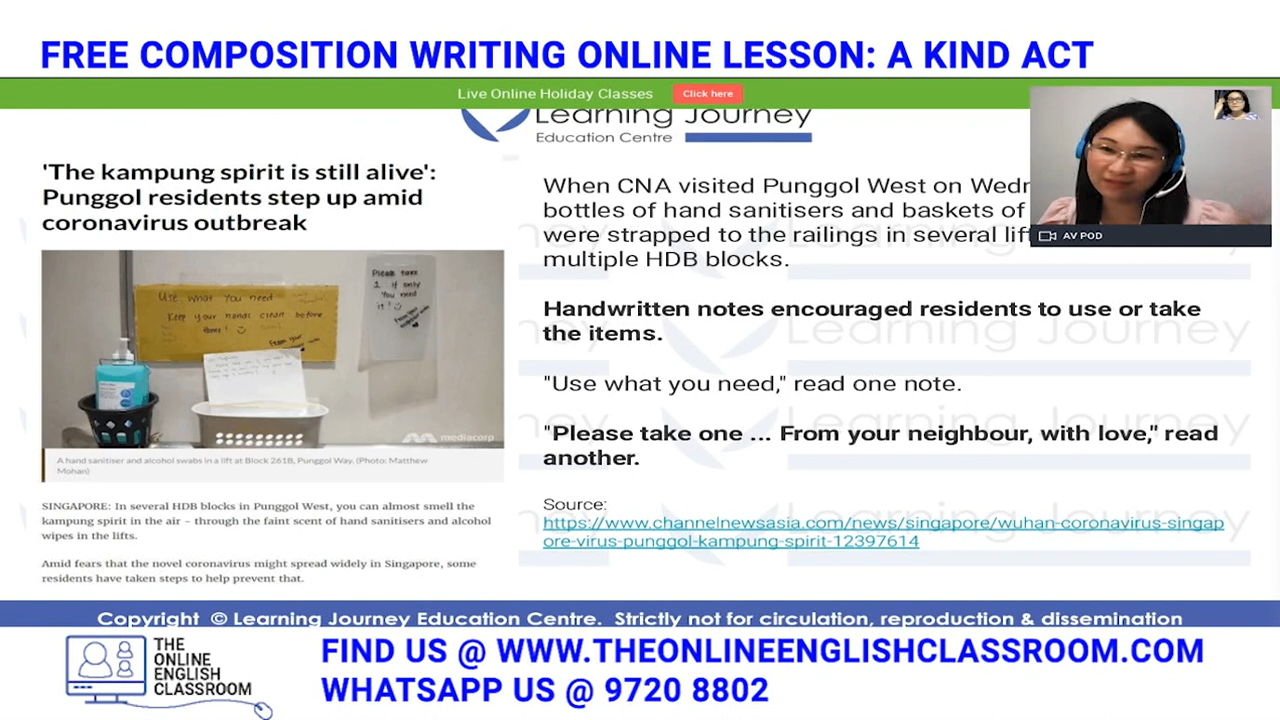 FREE COMPOSITION WRITING ONLINE LESSON: A KIND ACT
Live Online Holiday Classes
Click here
Learning Journey
Education Centre
'The kampung spirit is still alive':
Punggol residents step up amid
coronavirus outbreak
Use what you need
Keep your hands clean before
Please take
1 if only
you need
it! :)
mediacorp
A hand sanitiser and alcohol swabs in a lift at Block 261B, Punggol Way. (Photo: Matthew
Mohan)
SINGAPORE: In several HDB blocks in Punggol West, you can almost smell the
kampung spirit in the air – through the faint scent of hand sanitisers and alcohol
wipes in the lifts.
Amid fears that the novel coronavirus might spread widely in Singapore, some
residents have taken steps to help prevent that.
When CNA visited Punggol West on Wedn
bottles of hand sanitisers and baskets of
were strapped to the railings in several lift
multiple HDB blocks.
Handwritten notes encouraged residents to use or take
the items.
"Use what you need," read one note.
"Please take one ... From your neighbour, with love," read
another.
Source:
https://www.channelnewsasia.com/news/singapore/wuhan-coronavirus-singap
ore-virus-punggol-kampung-spirit-12397614
AV POD
Copyright © Learning Journey Education Centre. Strictly not for circulation, reproduction & dissemination
THE
ONLINE
ENGLISH
CLASSROOM
FIND US @ WWW.THEONLINEENGLISHCLASSROOM.COM
WHATSAPP US @ 9720 8802